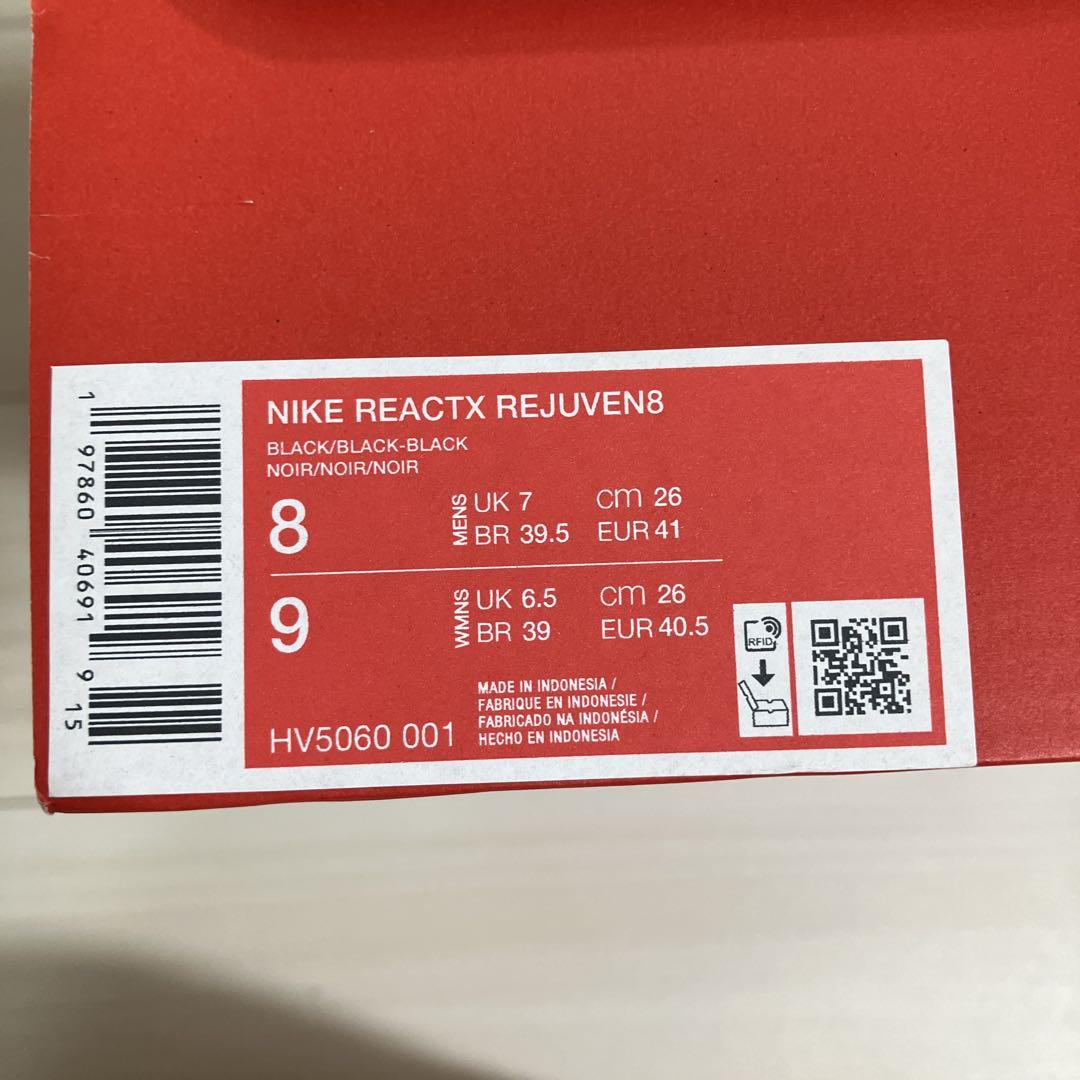 1 97860 40691 9 15
NIKE REACTX REJUVEN8
BLACK/BLACK-BLACK
NOIR/NOIR/NOIR
8 MENS UK 7 cm 26
BR 39.5 EUR 41
9 WMNS UK 6.5 cm 26
BR 39 EUR 40.5
RFID
MADE IN INDONESIA /
FABRIQUE EN INDONESIE /
FABRICADO NA INDONÉSIA /
HECHO EN INDONESIA
HV5060 001